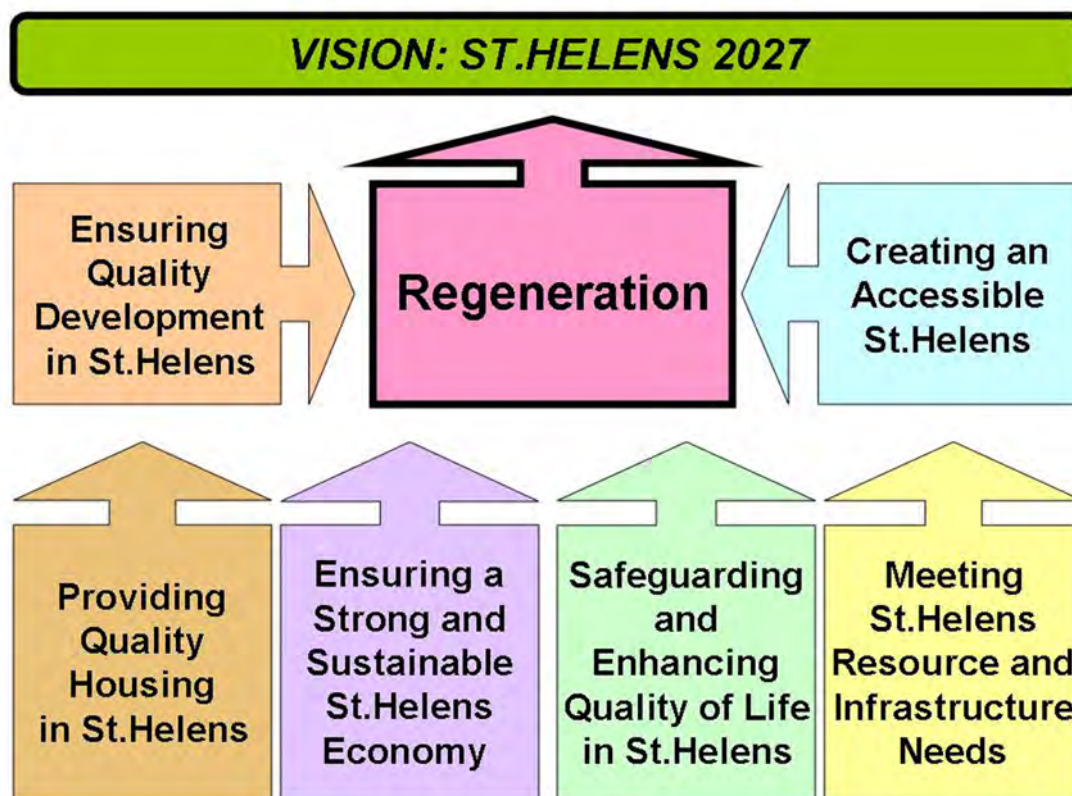 VISION: ST.HELENS 2027
Ensuring
Quality
Development
in St.Helens
Regeneration
Creating an
Accessible
St.Helens
Providing
Quality
Housing
in St.Helens
Ensuring a
Strong and
Sustainable
St.Helens
Economy
Safeguarding
and
Enhancing
Quality of Life
in St.Helens
Meeting
St.Helens
Resource and
Infrastructure
Needs